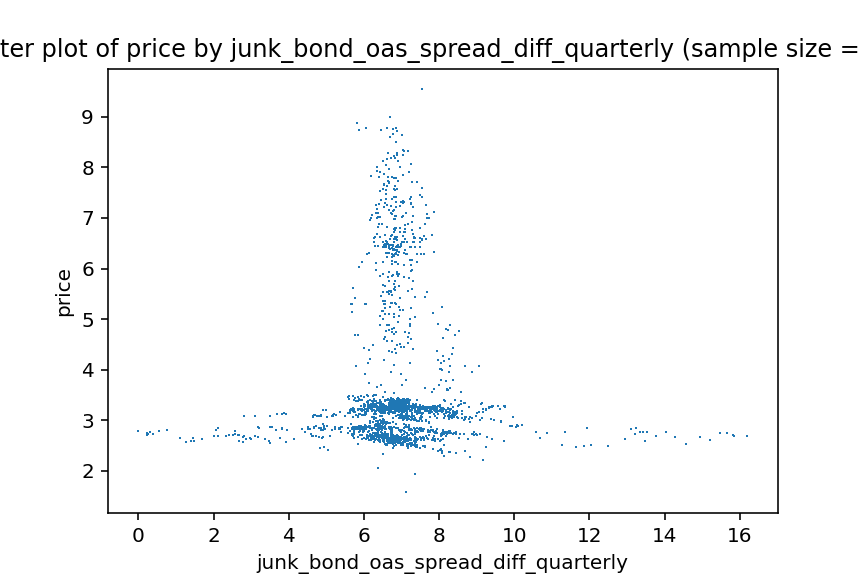 ter plot of price by junk_bond_oas_spread_diff_quarterly (sample size =
9
8
7
6
5
4
3
2
price
0 2 4 6 8 10 12 14 16
junk_bond_oas_spread_diff_quarterly